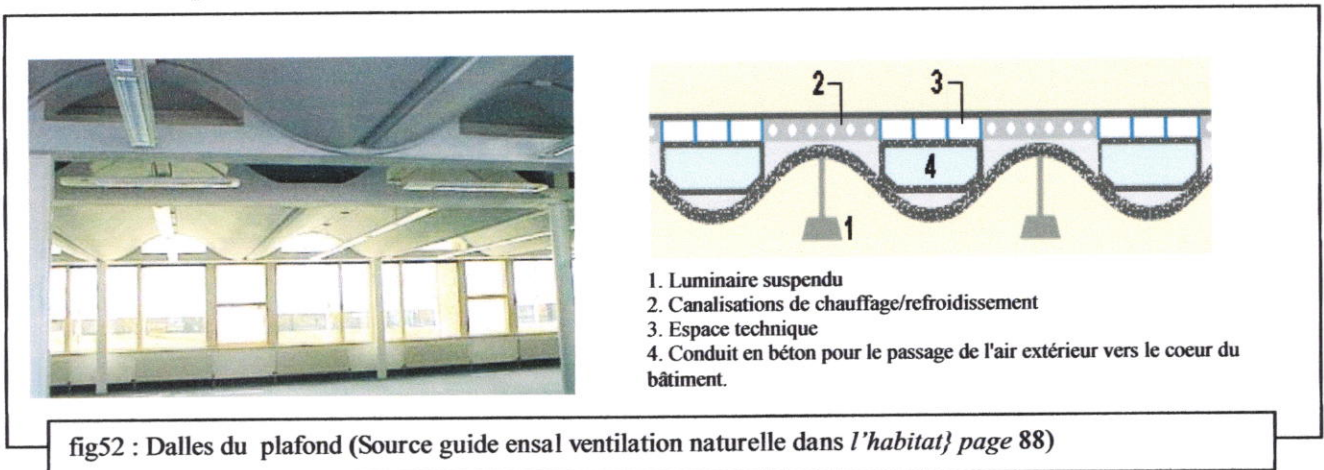 2
3
4
1
1. Luminaire suspendu
2. Canalisations de chauffage/refroidissement
3. Espace technique
4. Conduit en béton pour le passage de l'air extérieur vers le coeur du
bâtiment.
fig52 : Dalles du plafond (Source guide ensal ventilation naturelle dans l'habitat} page 88)